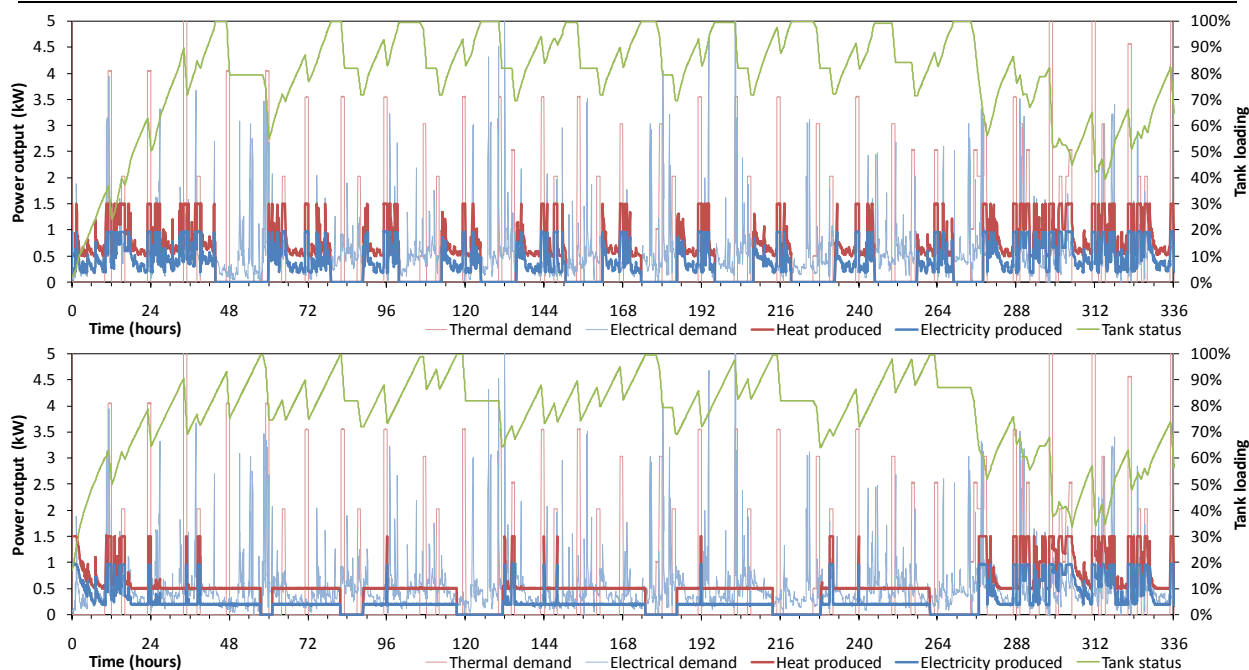 5 100%
4.5 90%
4 80%
3.5 70%
3 60%
2.5 50%
2 40%
1.5 30%
1 20%
0.5 10%
0 0%
Power output (kW)
Tank loading
0 24 48 72 96 120 144 168 192 216 240 264 288 312 336
Time (hours) Thermal demand Electrical demand Heat produced Electricity produced Tank status
5 100%
4.5 90%
4 80%
3.5 70%
3 60%
2.5 50%
2 40%
1.5 30%
1 20%
0.5 10%
0 0%
Power output (kW)
Tank loading
0 24 48 72 96 120 144 168 192 216 240 264 288 312 336
Time (hours) Thermal demand Electrical demand Heat produced Electricity produced Tank status